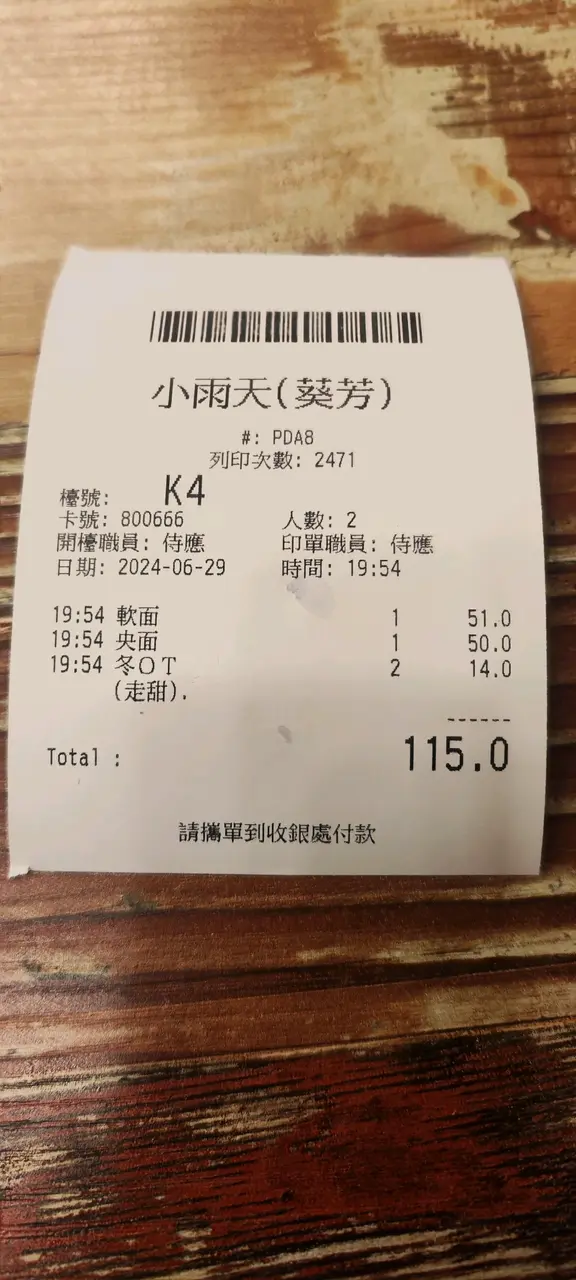 小雨天(葵芳)
#: PDA8
列印次數: 2471
檯號: K4
卡號: 800666 人數: 2
開檯職員: 侍應 印單職員: 侍應
日期: 2024-06-29 時間: 19:54
19:54 軟面 1 51.0
19:54 央面 1 50.0
19:54 冬ＯＴ 2 14.0
(走甜).
------
Total : 115.0
請攜單到收銀處付款